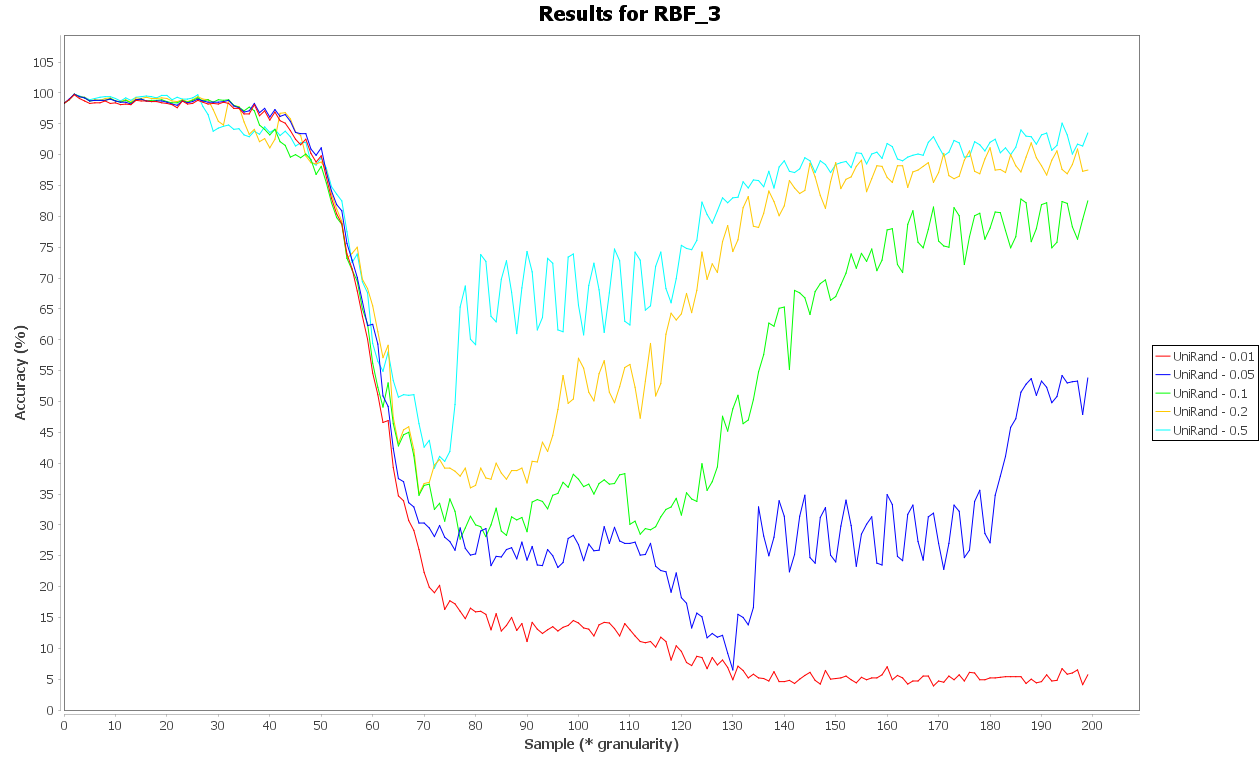 Results for RBF_3
105
100
95
90
85
80
75
70
65
60
55
50
45
40
35
30
25
20
15
10
5
0
Accuracy (%)
0 10 20 30 40 50 60 70 80 90 100 110 120 130 140 150 160 170 180 190 200
Sample (* granularity)
UniRand - 0.01
UniRand - 0.05
UniRand - 0.1
UniRand - 0.2
UniRand - 0.5